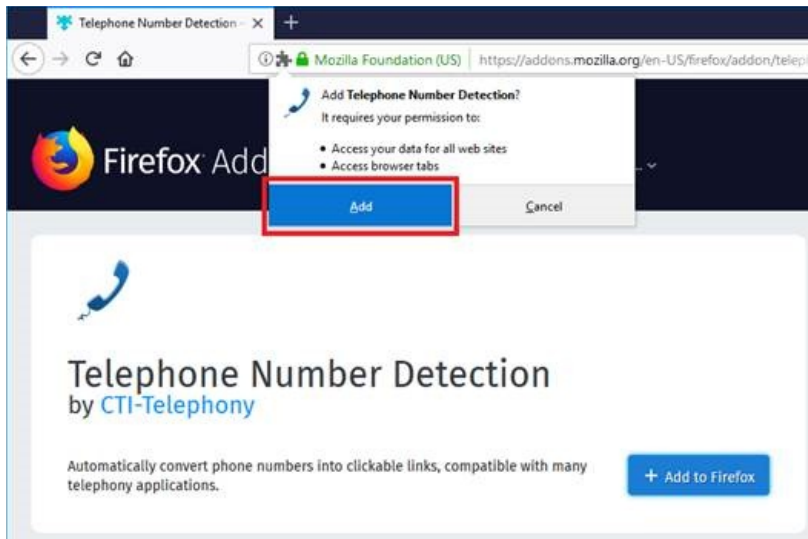 Telephone Number Detection -
Mozilla Foundation (US)
https://addons.mozilla.org/en-US/firefox/addon/telep
Add Telephone Number Detection?
It requires your permission to:
• Access your data for all web sites
• Access browser tabs
Add
Cancel
Firefox Add
Telephone Number Detection
by CTI-Telephony
Automatically convert phone numbers into clickable links, compatible with many
telephony applications.
+ Add to Firefox